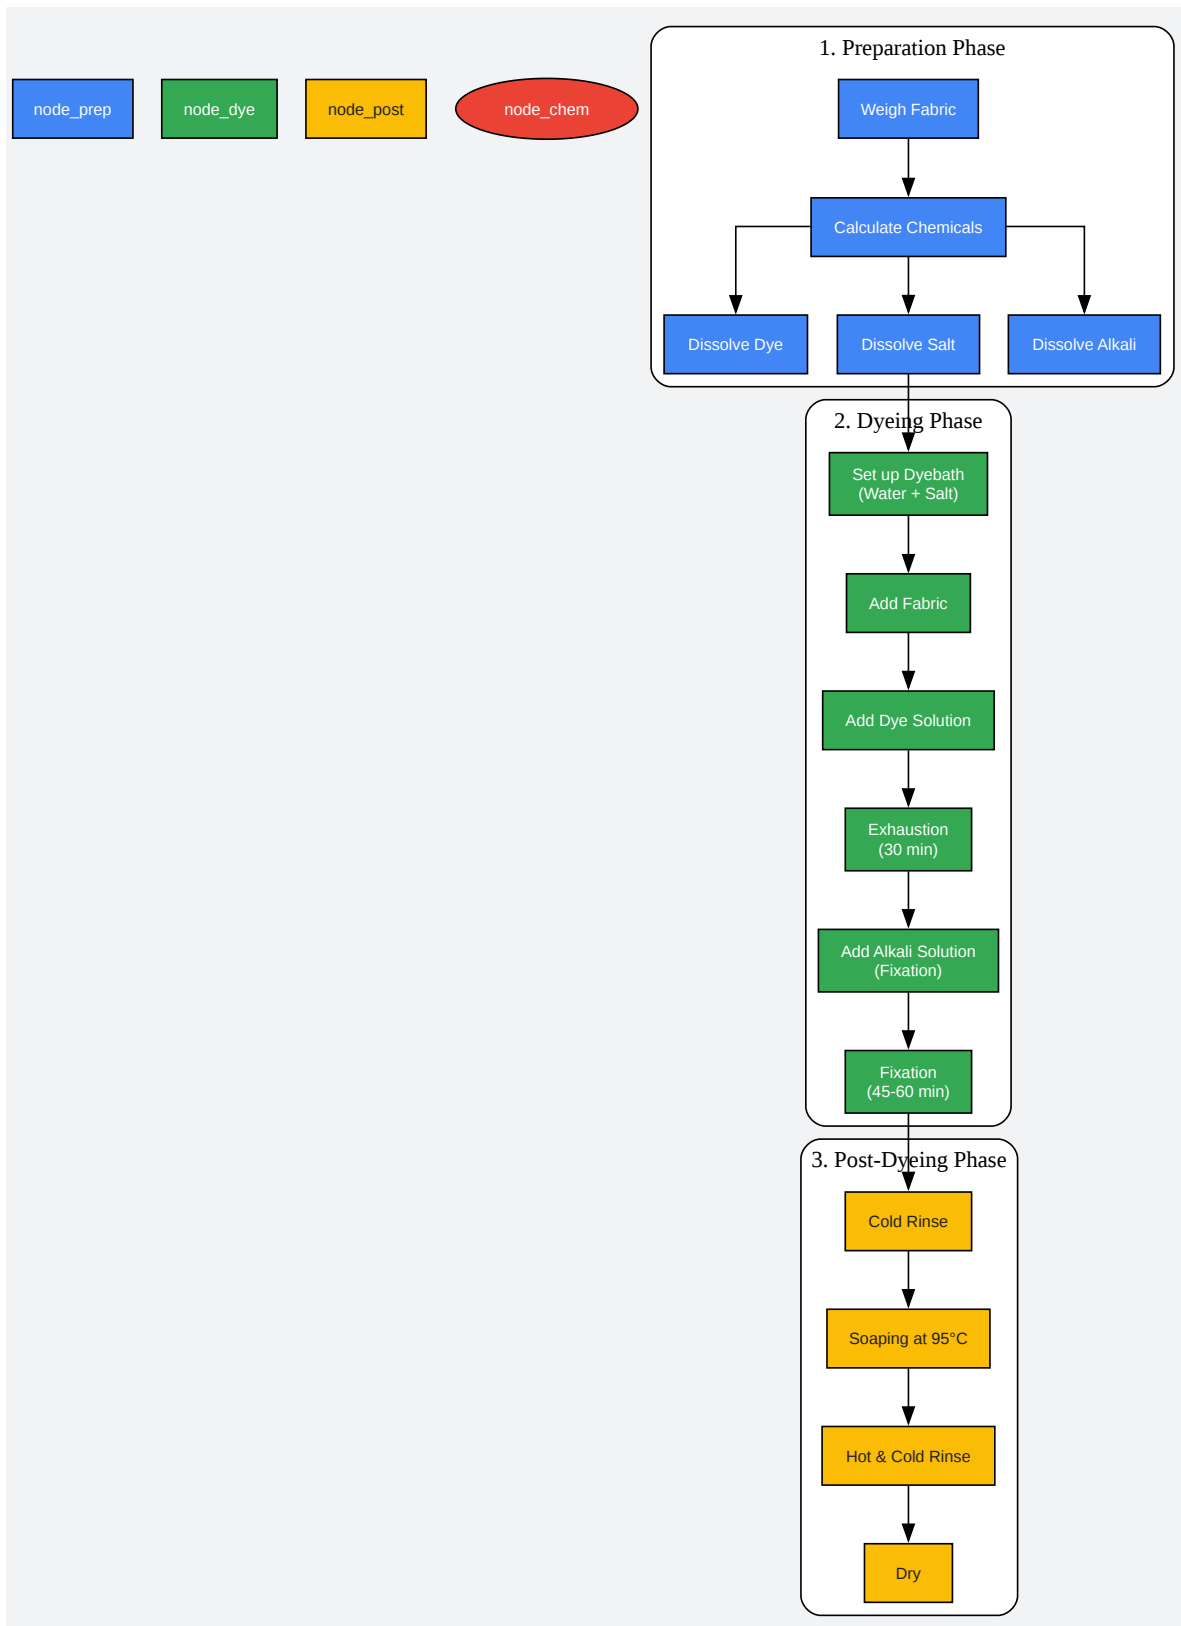 1. Preparation Phase
node_prep
node_dye
node_post
node_chem
Weigh Fabric
Calculate Chemicals
Dissolve Dye
Dissolve Salt
Dissolve Alkali
2. Dyeing Phase
Set up Dyebath
(Water + Salt)
Add Fabric
Add Dye Solution
Exhaustion
(30 min)
Add Alkali Solution
(Fixation)
Fixation
(45-60 min)
3. Post-Dyeing Phase
Cold Rinse
Soaping at 95°C
Hot & Cold Rinse
Dry